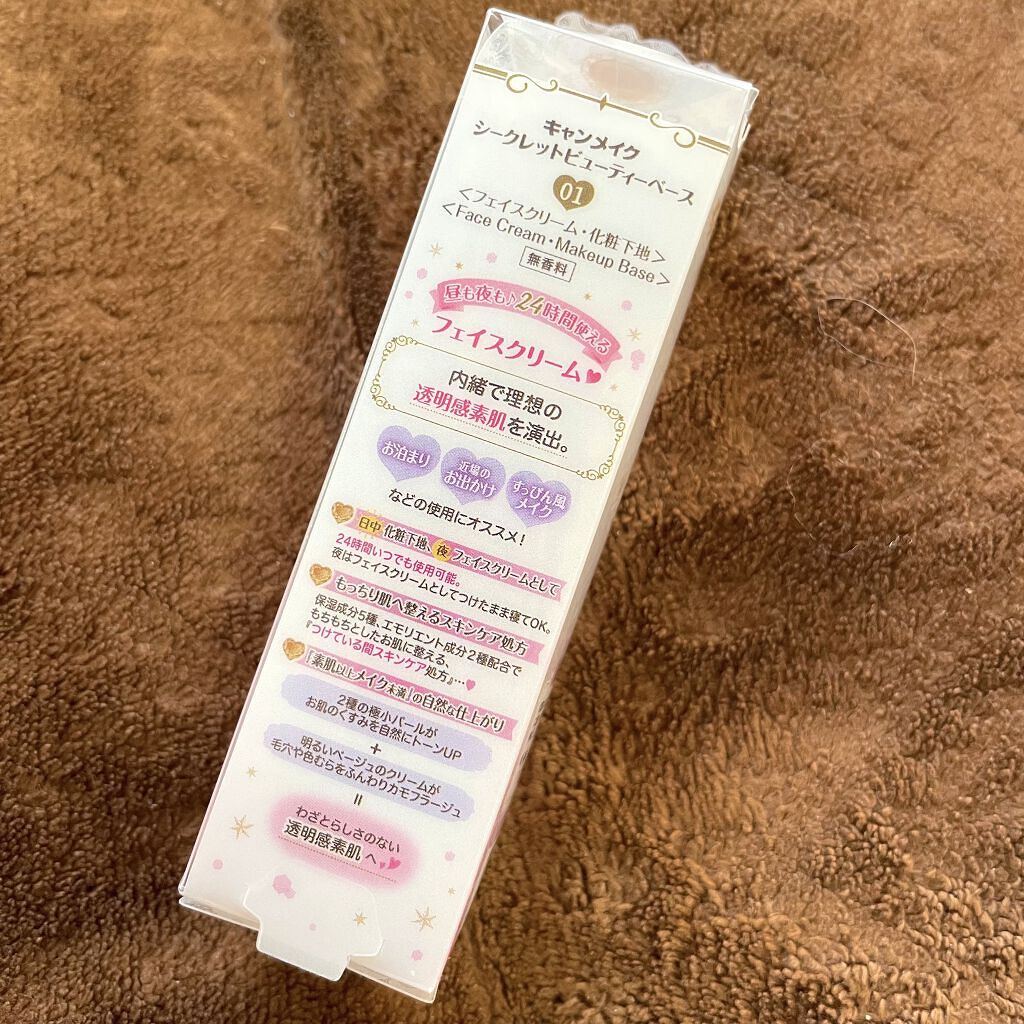 キャンメイク
シークレットビューティーベース
01
<フェイスクリーム・化粧下地>
<Face Cream・Makeup Base>
無香料
昼も夜も♪24時間使える
フェイスクリーム♥
内緒で理想の
透明感素肌を演出。
お泊まり
近場の
お出かけ
すっぴん風
メイク
などの使用にオススメ!
日中 化粧下地、夜 フェイスクリームとして
24時間いつでも使用可能。
夜はフェイスクリームとしてつけたまま寝てOK。
もっちり肌へ整えるスキンケア処方
保湿成分5種、エモリエント成分2種配合で
もちもちとしたお肌に整える、
『つけている間スキンケア処方』…♥
「素肌以上メイク未満」の自然な仕上がり
2種の極小パールが
お肌のくすみを自然にトーンUP
+
明るいベージュのクリームが
毛穴や色むらをふんわりカモフラージュ
=
わざとらしさのない
透明感素肌 へ♥♥